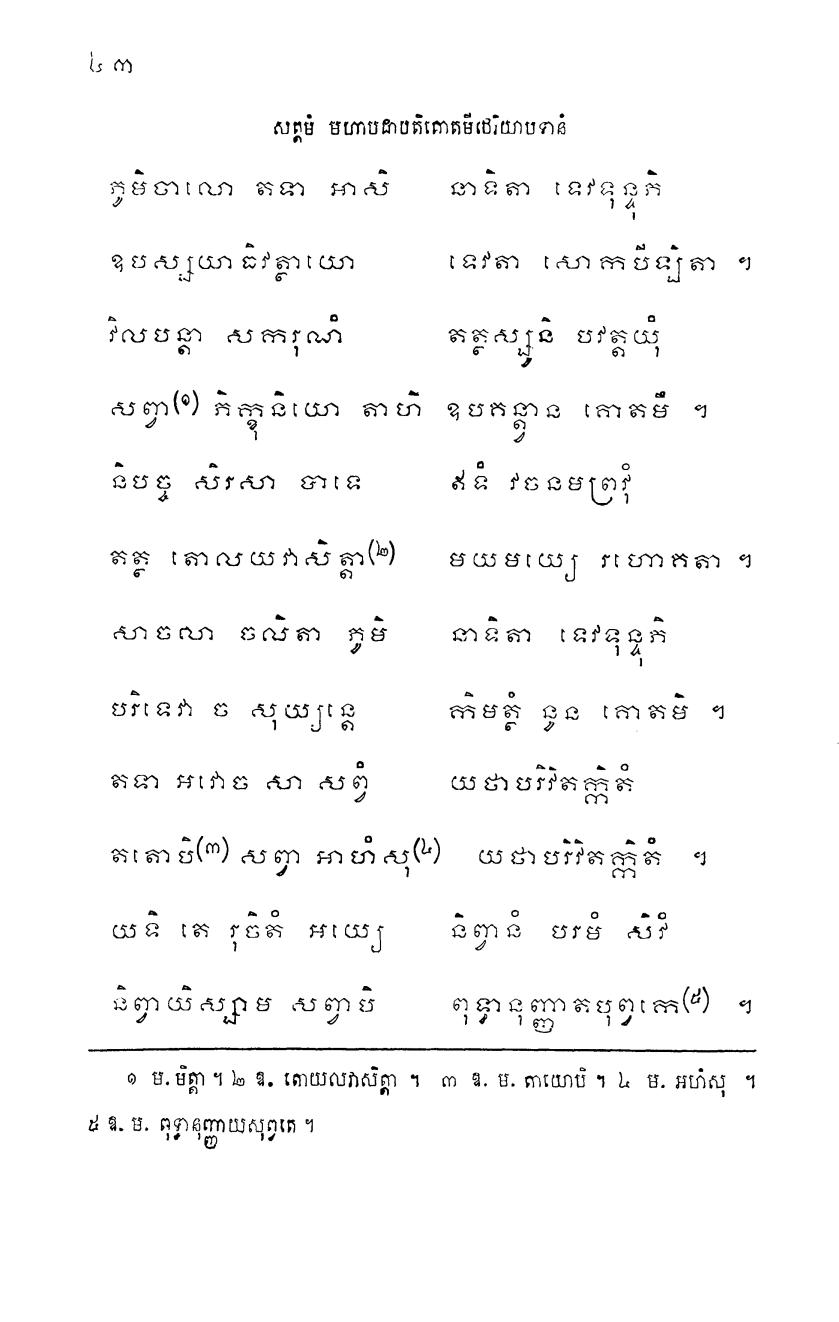 ៤ ៣
សត្តមំ មហាបជាបតិគោតមីថេរិយាបទានំ
ភូមិចាលោ តទា អាសិ នាទិតា ទេវទុន្ទុភិ
ឧបស្សយាធិវត្ថាយោ ទេវតា សោកបីឡិតា ។
វិលបន្តា សករុណំ តត្ថស្សូនិ បវត្តយុំ
សព្វា(១) ភិក្ខុនិយោ តាហិ ឧបគន្ត្វាន គោតមឹ ។
និបច្ច សិរសា បាទេ ឥទំ វចនមព្រវុំ
តត្ថ តោលយវាសិត្តា(២) មយមយ្យេ រហោគតា ។
សាចលា ចលិតា ភូមិ នាទិតា ទេវទុន្ទុភិ
បរិទេវា ច សុយ្យន្តេ កិមត្ថំ នូន គោតមិ ។
តទា អវោច សា សព្វំ យថាបរិវិតក្កិតំ
តតោបិ(៣) សព្វា អាហំសុ(៤) យថាបរិវិតក្កិតំ ។
យទិ តេ រុចិតំ អយ្យេ និព្វានំ បរមំ សិវំ
និព្វាយិស្សាម សព្វាបិ ពុទ្ធានុញ្ញាតបុព្វកេ(៥) ។
១ ម. មិត្តា ។ ២ ឱ. តោយលវាសិត្តា ។ ៣ ឱ. ម. តាយោបិ ។ ៤ ម. អហំសុ ។
៥ ឱ. ម. ពុទ្ធានុញ្ញាយសុព្វតេ ។